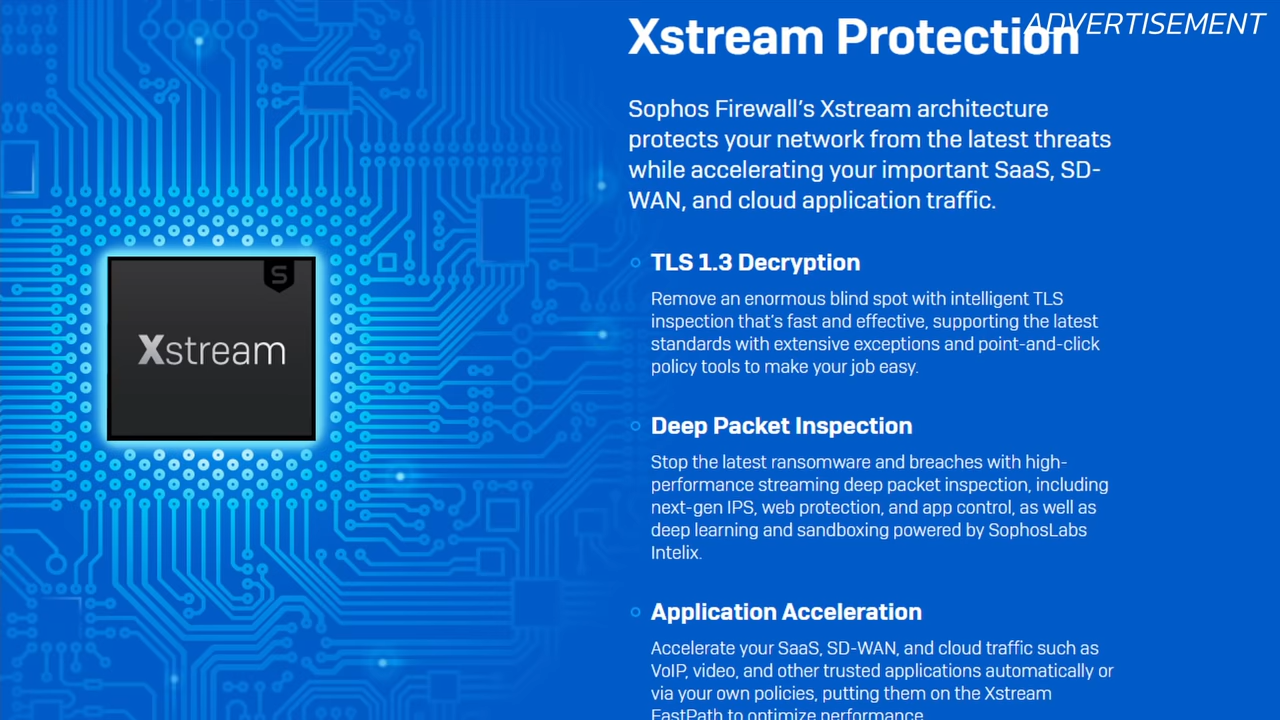 ADVERTISEMENT
Xstream Protection
Sophos Firewall’s Xstream architecture
protects your network from the latest threats
while accelerating your important SaaS, SD-
WAN, and cloud application traffic.
TLS 1.3 Decryption
Remove an enormous blind spot with intelligent TLS
inspection that’s fast and effective, supporting the latest
standards with extensive exceptions and point-and-click
policy tools to make your job easy.
Deep Packet Inspection
Stop the latest ransomware and breaches with high-
performance streaming deep packet inspection, including
next-gen IPS, web protection, and app control, as well as
deep learning and sandboxing powered by SophosLabs
Intelix.
Application Acceleration
Accelerate your SaaS, SD-WAN, and cloud traffic such as
VoIP, video, and other trusted applications automatically or
via your own policies, putting them on the Xstream
FastPath to optimize performance.
S
Xstream